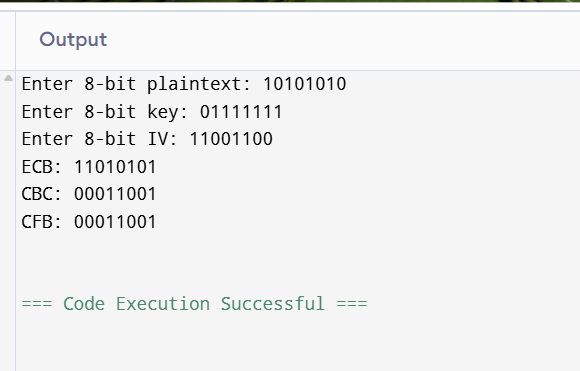 Output
Enter 8-bit plaintext: 10101010
Enter 8-bit key: 01111111
Enter 8-bit IV: 11001100
ECB: 11010101
CBC: 00011001
CFB: 00011001
=== Code Execution Successful ===